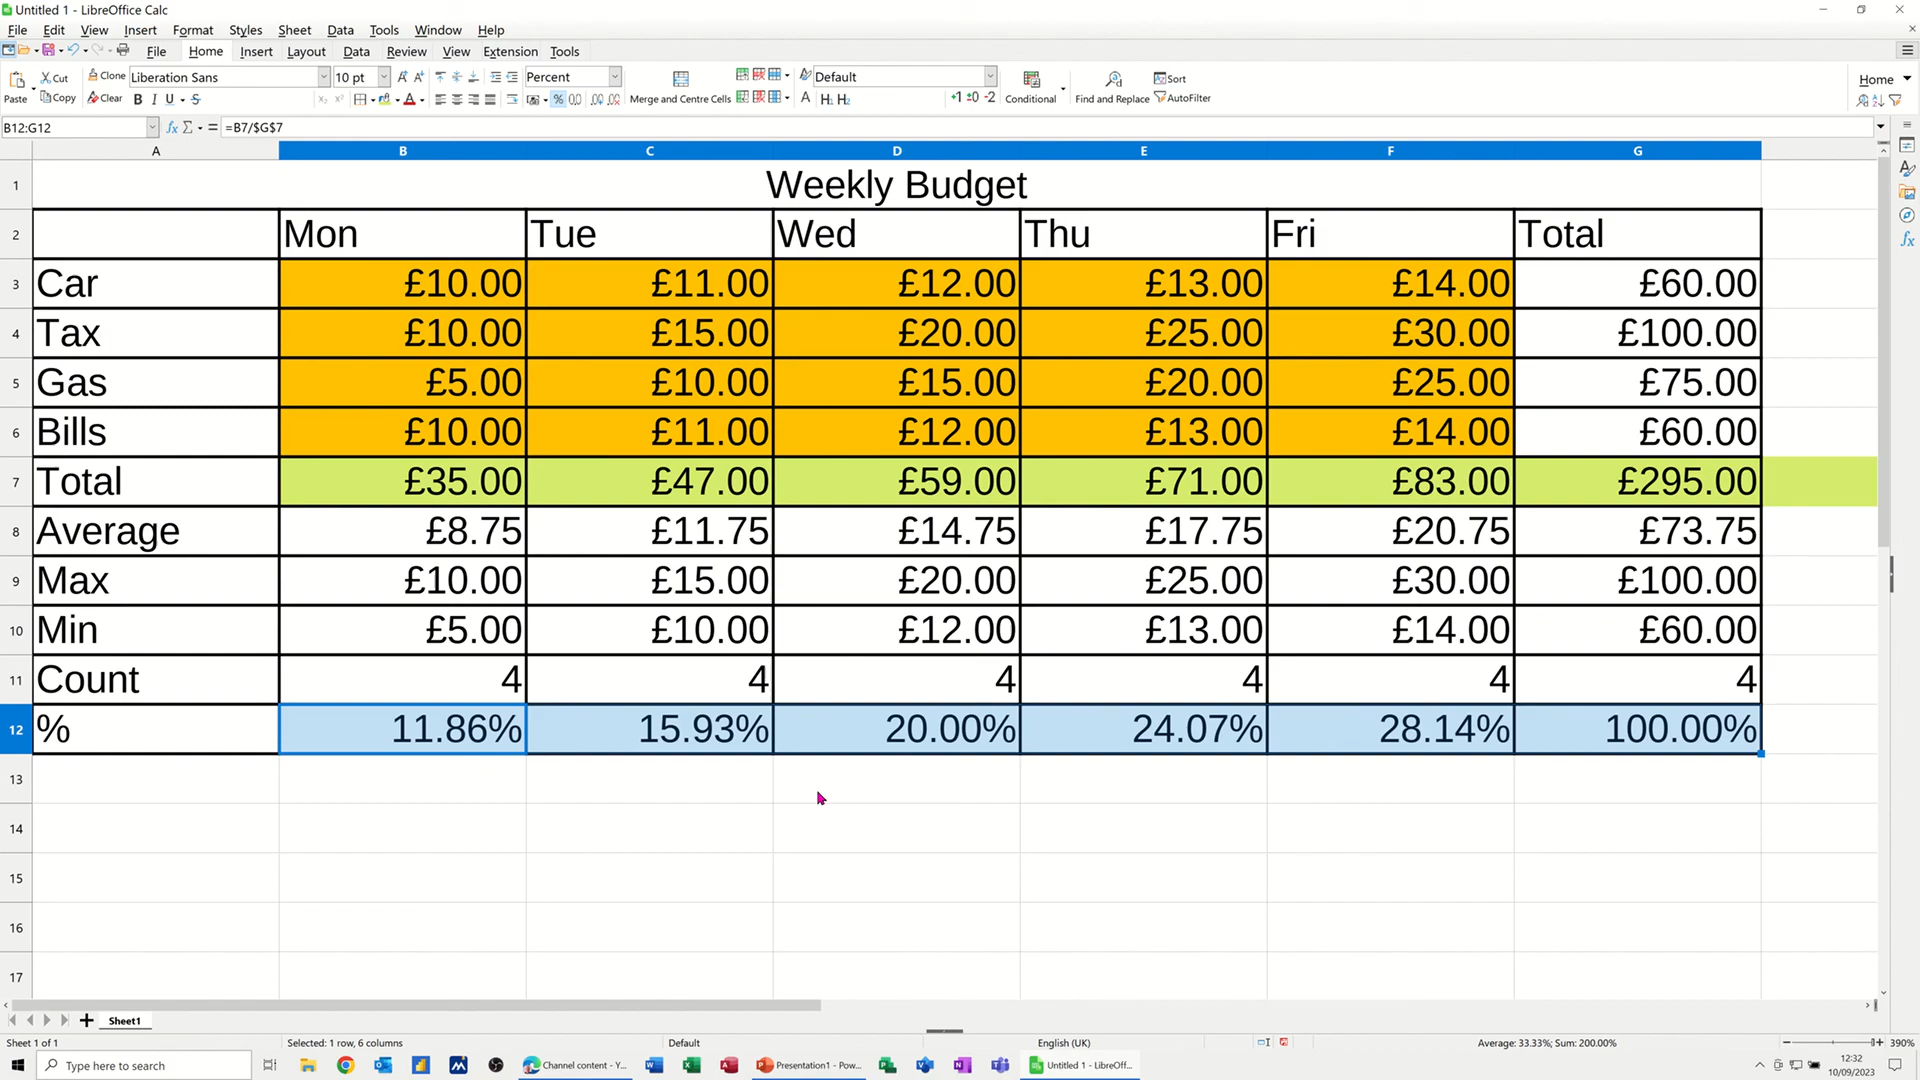 Untitled 1 - LibreOffice Calc
File Edit View Insert Format Styles Sheet Data Tools Window Help
File Home Insert Layout Data Review View Extension Tools
Cut Clone Liberation Sans 10 pt Percent Default Sort Home
Paste Copy Clear B I U S Merge and Centre Cells A H1 H2 +1 ±0 -2 Conditional Find and Replace AutoFilter
B12:G12 fx Σ = =B7/$G$7
A B C D E F G
1 Weekly Budget
2 Mon Tue Wed Thu Fri Total
3 Car £10.00 £11.00 £12.00 £13.00 £14.00 £60.00
4 Tax £10.00 £15.00 £20.00 £25.00 £30.00 £100.00
5 Gas £5.00 £10.00 £15.00 £20.00 £25.00 £75.00
6 Bills £10.00 £11.00 £12.00 £13.00 £14.00 £60.00
7 Total £35.00 £47.00 £59.00 £71.00 £83.00 £295.00
8 Average £8.75 £11.75 £14.75 £17.75 £20.75 £73.75
9 Max £10.00 £15.00 £20.00 £25.00 £30.00 £100.00
10 Min £5.00 £10.00 £12.00 £13.00 £14.00 £60.00
11 Count 4 4 4 4 4 4
12 % 11.86% 15.93% 20.00% 24.07% 28.14% 100.00%
13
14
15
16
17
Sheet1
Sheet 1 of 1 Selected: 1 row, 6 columns Default English (UK) Average: 33.33%; Sum: 200.00% 390%
Type here to search Channel content - Y... Presentation1 - Pow... Untitled 1 - LibreOff... 12:32
10/09/2023